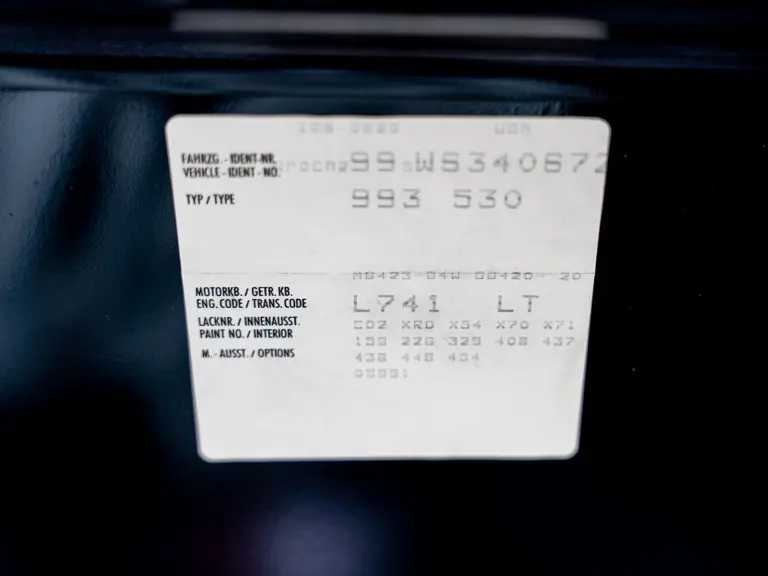 FAHRZG. - IDENT-NR.
VEHICLE - IDENT - NO. 99 WS340672
TYP / TYPE 993 530
MOTORKB. / GETR. KB.
ENG. CODE / TRANS. CODE L741 LT
LACKNR. / INNENAUSST. C02 XRD X54 X70 X71
PAINT NO. / INTERIOR 159 220 329 408 437
M. - AUSST. / OPTIONS 438 448 454